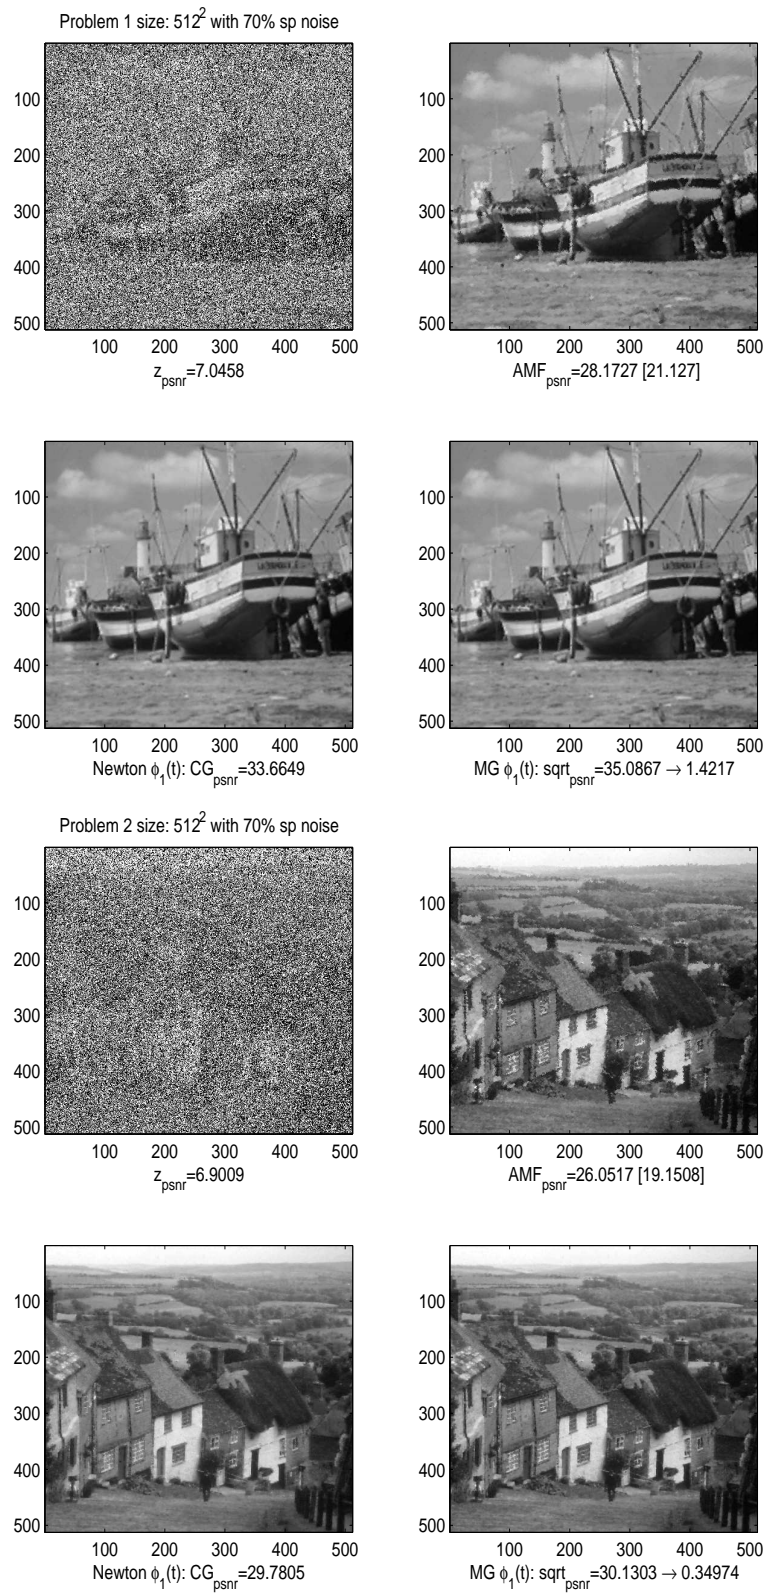 Problem 1 size: 512² with 70% sp noise
100
200
300
400
500
100 200 300 400 500
z_psnr=7.0458
100
200
300
400
500
100 200 300 400 500
AMF_psnr=28.1727 [21.127]
100
200
300
400
500
100 200 300 400 500
Newton ϕ₁(t): CG_psnr=33.6649
100
200
300
400
500
100 200 300 400 500
MG ϕ₁(t): sqrt_psnr=35.0867 → 1.4217
Problem 2 size: 512² with 70% sp noise
100
200
300
400
500
100 200 300 400 500
z_psnr=6.9009
100
200
300
400
500
100 200 300 400 500
AMF_psnr=26.0517 [19.1508]
100
200
300
400
500
100 200 300 400 500
Newton ϕ₁(t): CG_psnr=29.7805
100
200
300
400
500
100 200 300 400 500
MG ϕ₁(t): sqrt_psnr=30.1303 → 0.34974